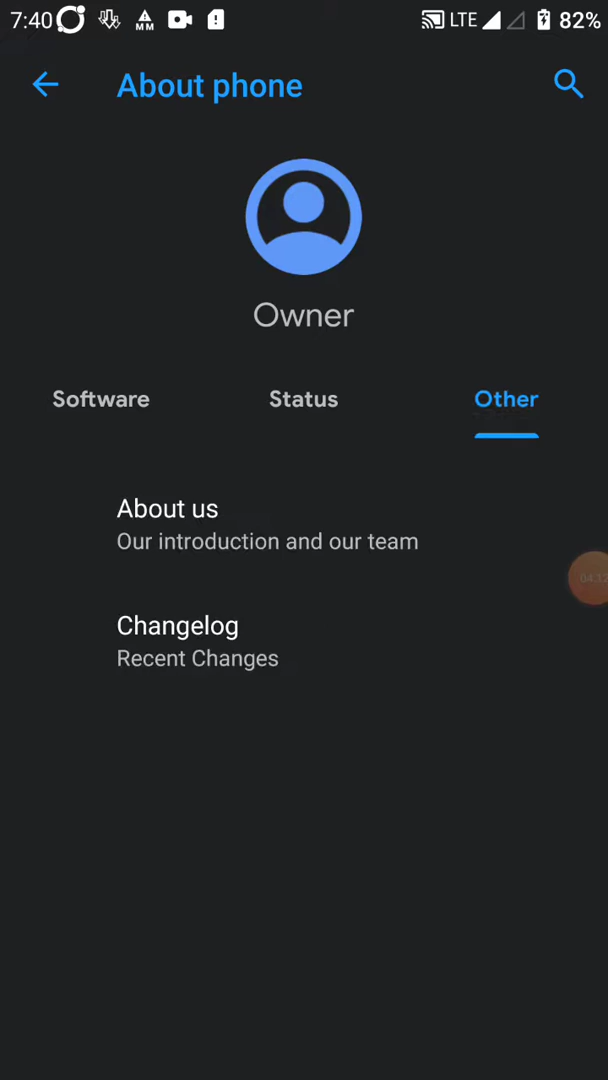 7:40 LTE 82%
About phone
Owner
Software Status Other
About us
Our introduction and our team
Changelog
Recent Changes